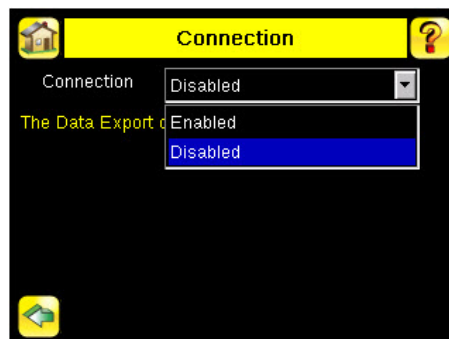 Connection
Connection Disabled
The Data Export
Enabled
Disabled